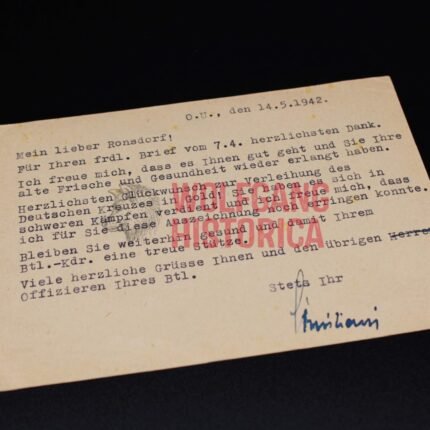 O.U., den 14.5.1942.
Mein lieber Ronsdorf!
Für Ihren frdl. Brief vom 7.4. herzlichsten Dank.
Ich freue mich, dass es Ihnen gut geht und Sie Ihre
alte Frische und Gesundheit wieder erlangt haben.
Herzlichsten Glückwunsch zur Verleihung des
Deutschen Kreuzes i. Gold! Sie haben es sich in
schweren Kämpfen verdient und ich freue mich, dass
ich für Sie diese Auszeichnung noch erringen konnte.
Bleiben Sie weiterhin gesund und damit Ihrem
Btl.-Kdr. eine treue Stütze.
Viele herzliche Grüsse Ihnen und den übrigen Herren
Offizieren Ihres Btl.
Stets Ihr
WOLFGANG
HISTORICA